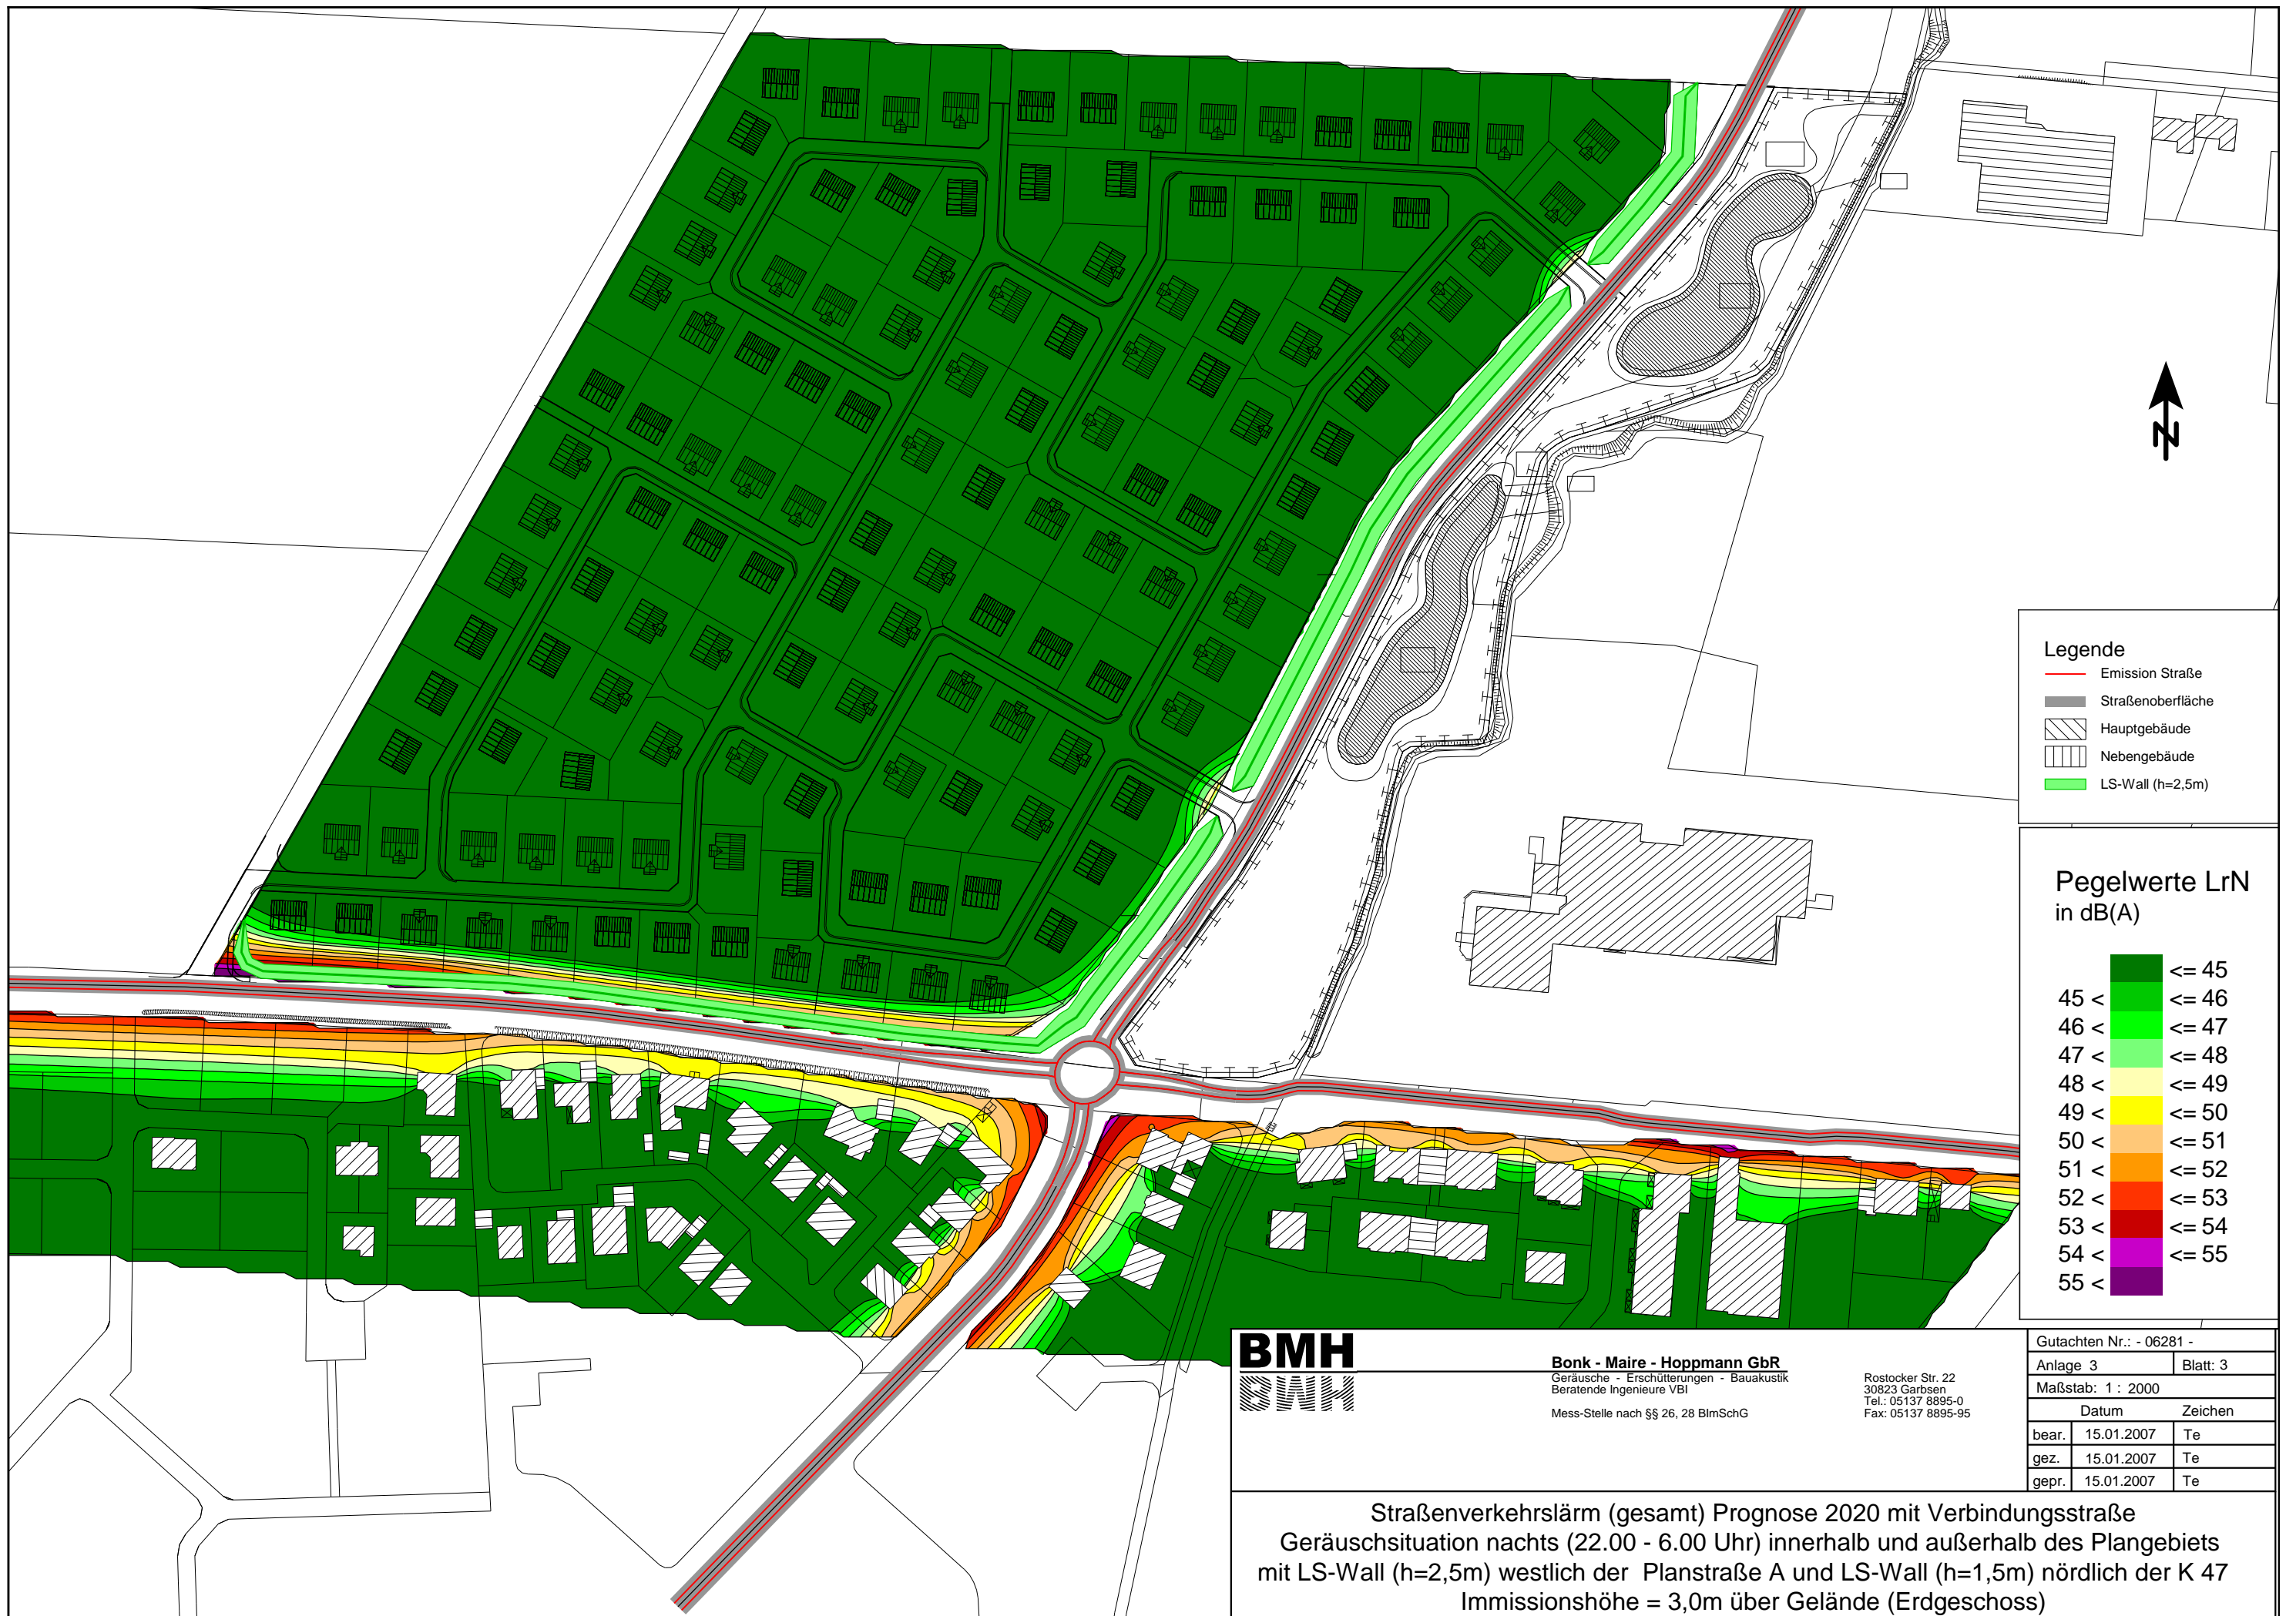 N
Legende
Emission Straße
Straßenoberfläche
Hauptgebäude
Nebengebäude
LS-Wall (h=2,5m)
Pegelwerte LrN
in dB(A)
<= 45
45 < <= 46
46 < <= 47
47 < <= 48
48 < <= 49
49 < <= 50
50 < <= 51
51 < <= 52
52 < <= 53
53 < <= 54
54 < <= 55
55 <
BMH
BMH
Bonk - Maire - Hoppmann GbR
Geräusche - Erschütterungen - Bauakustik
Beratende Ingenieure VBI
Mess-Stelle nach §§ 26, 28 BImSchG
Rostocker Str. 22
30823 Garbsen
Tel.: 05137 8895-0
Fax: 05137 8895-95
Gutachten Nr.: - 06281 -
Anlage 3 Blatt: 3
Maßstab: 1 : 2000
Datum Zeichen
bear. 15.01.2007 Te
gez. 15.01.2007 Te
gepr. 15.01.2007 Te
Straßenverkehrslärm (gesamt) Prognose 2020 mit Verbindungsstraße
Geräuschsituation nachts (22.00 - 6.00 Uhr) innerhalb und außerhalb des Plangebiets
mit LS-Wall (h=2,5m) westlich der Planstraße A und LS-Wall (h=1,5m) nördlich der K 47
Immissionshöhe = 3,0m über Gelände (Erdgeschoss)